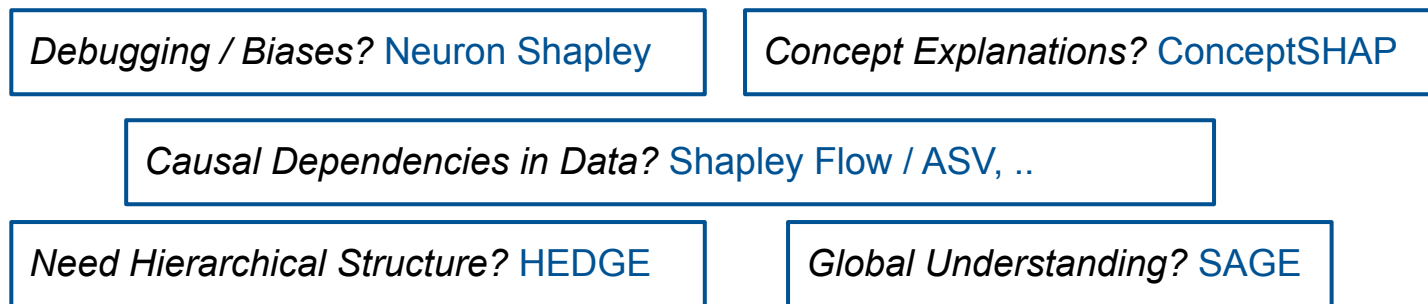 Debugging / Biases? Neuron Shapley
Concept Explanations? ConceptSHAP
Causal Dependencies in Data? Shapley Flow / ASV, ..
Need Hierarchical Structure? HEDGE
Global Understanding? SAGE